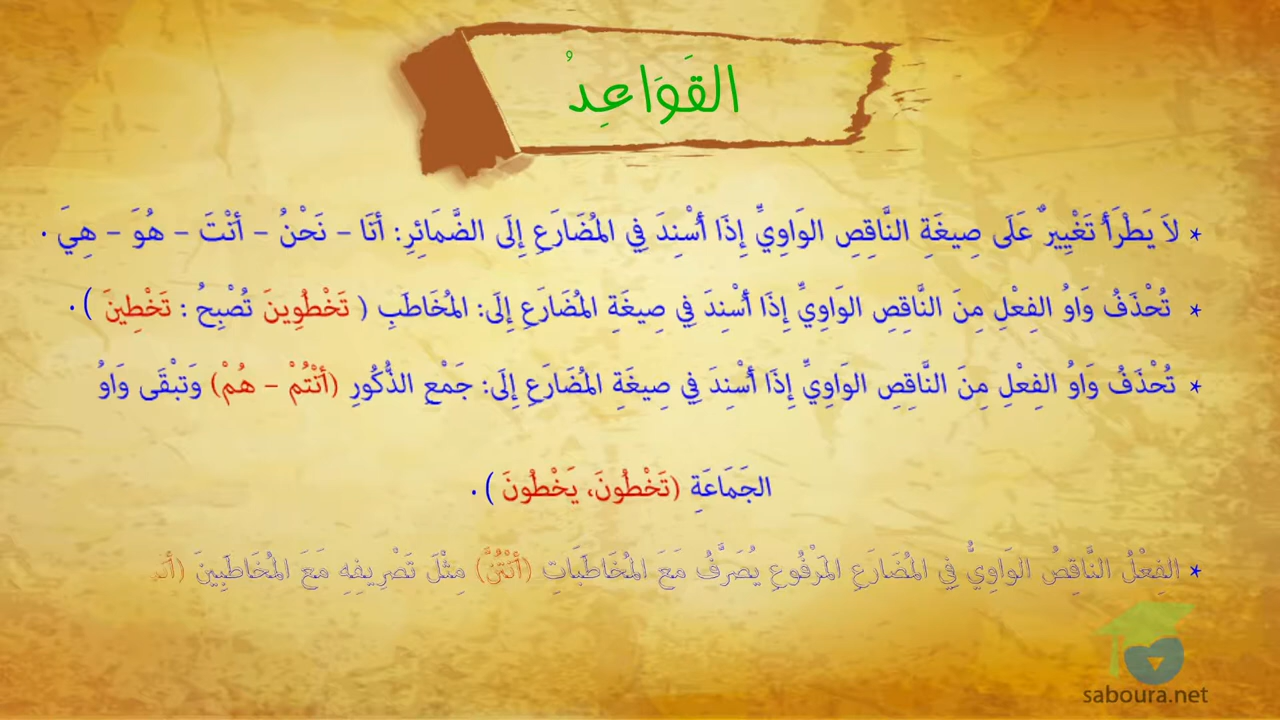 القَوَاعِدُ
* لاَ يَطْرَأُ تَغْيِيرٌ عَلَى صِيغَةِ النَّاقِصِ الوَاوِيِّ إِذَا أُسْنِدَ فِي المُضَارَعِ إِلَى الضَّمَائِرِ: أَنَا – نَحْنُ – أَنْتَ – هُوَ – هِيَ .
* تُحْذَفُ وَاوُ الفِعْلِ مِنَ النَّاقِصِ الوَاوِيِّ إِذَا أُسْنِدَ فِي صِيغَةِ المُضَارَعِ إِلَى: المُخَاطَبِ ( تَخْطُوِينَ تُصْبِحُ : تَخْطِينَ ) .
* تُحْذَفُ وَاوُ الفِعْلِ مِنَ النَّاقِصِ الوَاوِيِّ إِذَا أُسْنِدَ فِي صِيغَةِ المُضَارَعِ إِلَى: جَمْعِ الذُّكُورِ (أَنْتُمْ – هُمْ) وَتَبْقَى وَاوُ
الجَمَاعَةِ (تَخْطُونَ، يَخْطُونَ ) .
* الفِعْلُ النَّاقِصُ الوَاوِيُّ فِي المُضَارَعِ المَرْفُوعِ يُصَرَّفُ مَعَ المُخَاطَبَاتِ (أَنْتُنَّ) مِثْلَ تَصْرِيفِهِ مَعَ المُخَاطَبِينَ
saboura.net